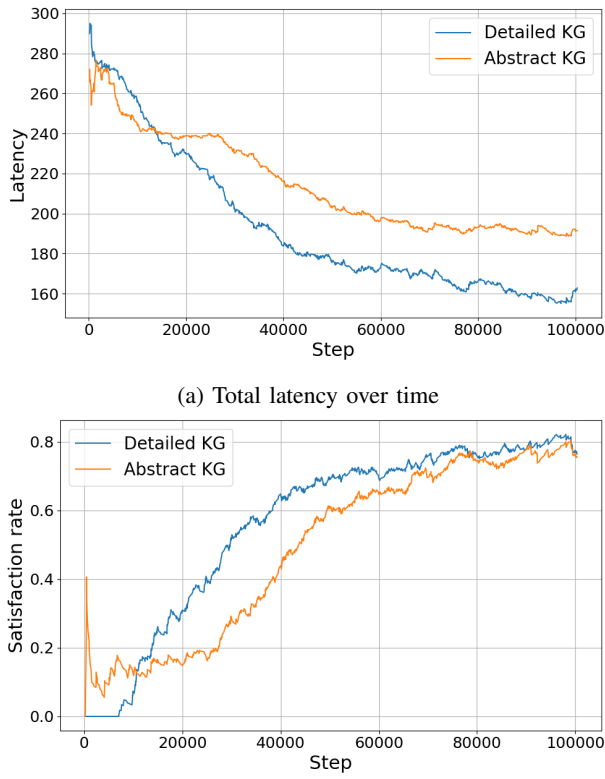 300
280
260
240
220
200
180
160
Latency
Detailed KG
Abstract KG
0 20000 40000 60000 80000 100000
Step
(a) Total latency over time
0.8
0.6
0.4
0.2
0.0
Satisfaction rate
Detailed KG
Abstract KG
0 20000 40000 60000 80000 100000
Step